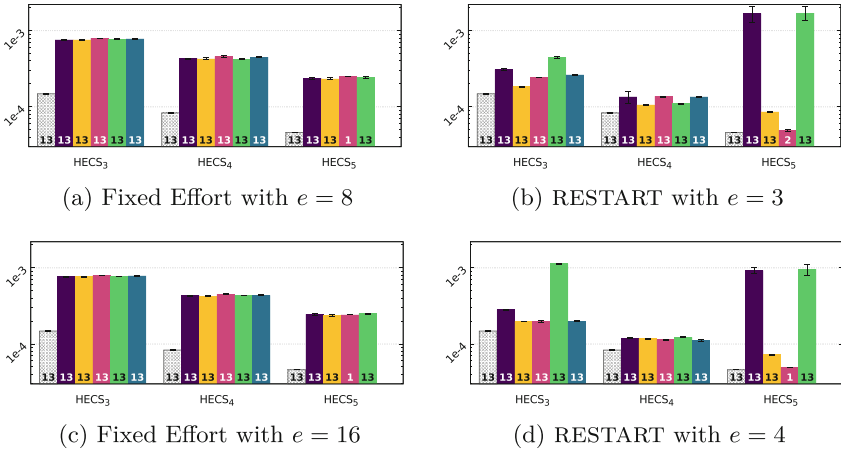 1e-3
1e-4
13 13 13 13 13 13
13 13 13 13 13 13
13 13 13 1 13
HECS3 HECS4 HECS5
(a) Fixed Effort with e = 8
1e-3
1e-4
13 13 13 13 13 13
13 13 13 13 13 13
13 13 13 2 13
HECS3 HECS4 HECS5
(b) RESTART with e = 3
1e-3
1e-4
13 13 13 13 13 13
13 13 13 13 13 13
13 13 13 1 13
HECS3 HECS4 HECS5
(c) Fixed Effort with e = 16
1e-3
1e-4
13 13 13 13 13 13
13 13 13 13 13 13
13 13 13 1 13
HECS3 HECS4 HECS5
(d) RESTART with e = 4